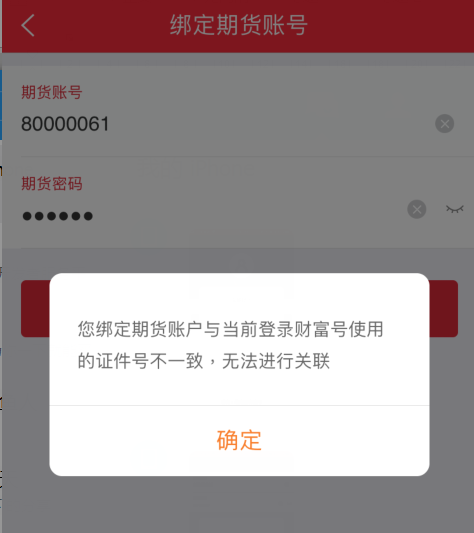 绑定期货账号
期货账号
80000061
期货密码
您绑定期货账户与当前登录财富号使用
的证件号不一致，无法进行关联
确定